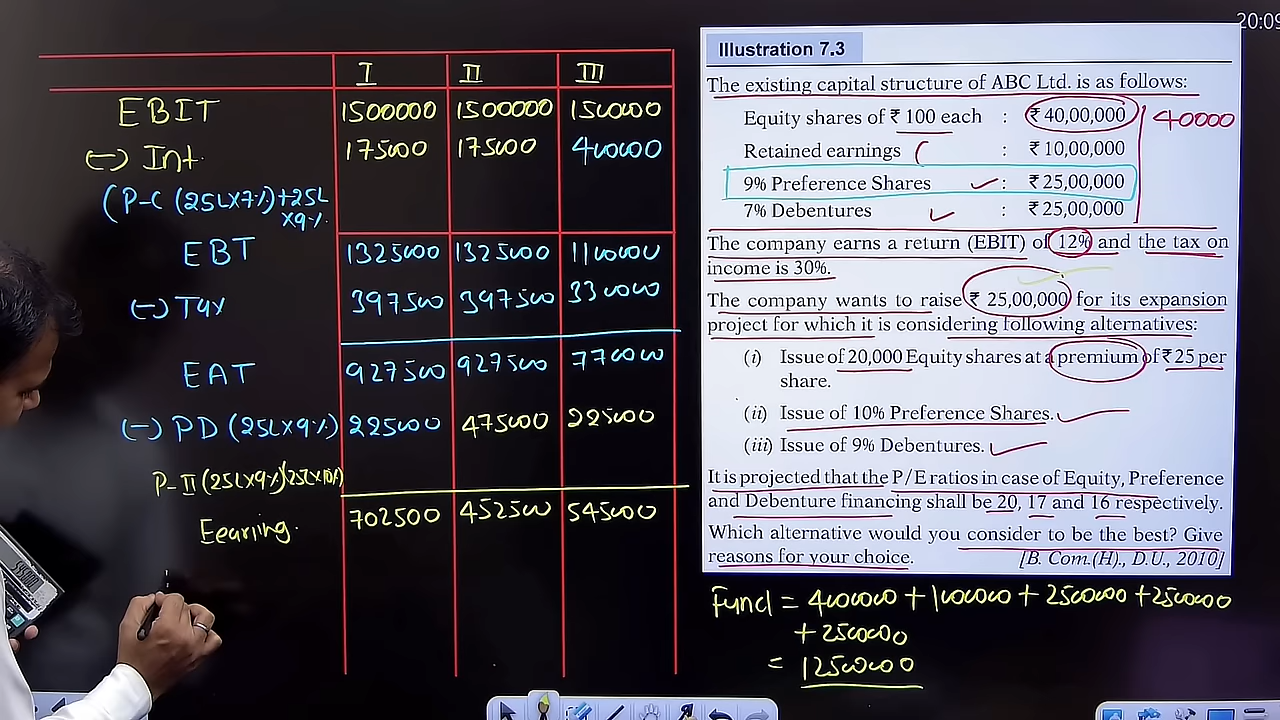 20:09
I II III
EBIT 1500000 1500000 1500000
(-) Int. 175000 175000 400000
(P-C (25L×7%)+25L
×9%
EBT 1325000 1325000 1100000
(-) Tax 397500 397500 330000
EAT 927500 927500 770000
(-) PD (25L×9%) 225000 475000 225000
P-II (25L×9%)(25L×10%)
Eeariing. 702500 452500 545000
Illustration 7.3
The existing capital structure of ABC Ltd. is as follows:
Equity shares of ₹ 100 each : ₹ 40,00,000 40000
Retained earnings : ₹ 10,00,000
9% Preference Shares : ₹ 25,00,000
7% Debentures : ₹ 25,00,000
The company earns a return (EBIT) of 12% and the tax on
income is 30%.
The company wants to raise ₹ 25,00,000 for its expansion
project for which it is considering following alternatives:
(i) Issue of 20,000 Equity shares at a premium of ₹ 25 per
share.
(ii) Issue of 10% Preference Shares.
(iii) Issue of 9% Debentures.
It is projected that the P/E ratios in case of Equity, Preference
and Debenture financing shall be 20, 17 and 16 respectively.
Which alternative would you consider to be the best? Give
reasons for your choice. [B. Com.(H)., D.U., 2010]
Fund = 4000000 + 1000000 + 2500000 + 2500000
+ 2500000
= 12500000